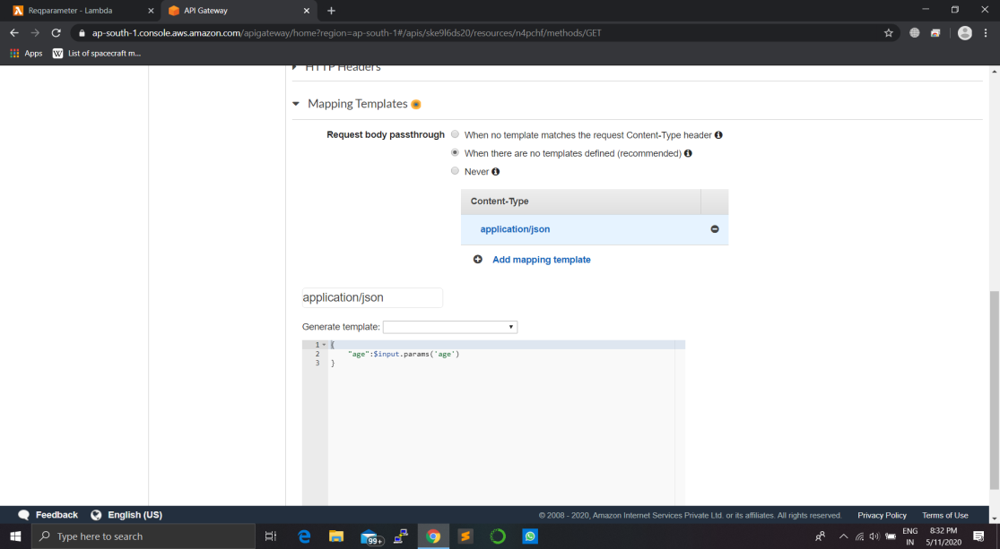 Reqparameter - Lambda
API Gateway
ap-south-1.console.aws.amazon.com/apigateway/home?region=ap-south-1#/apis/ske9l6ds20/resources/n4pchf/methods/GET
Apps
W List of spacecraft m...
HTTP Headers
Mapping Templates
Request body passthrough
When no template matches the request Content-Type header
When there are no templates defined (recommended)
Never
Content-Type
application/json
Add mapping template
application/json
Generate template:
1 {
2 "age":$input.params('age')
3 }
Feedback English (US)
© 2008 - 2020, Amazon Internet Services Private Ltd. or its affiliates. All rights reserved. Privacy Policy Terms of Use
Type here to search
99+
ENG
IN
8:32 PM
5/11/2020